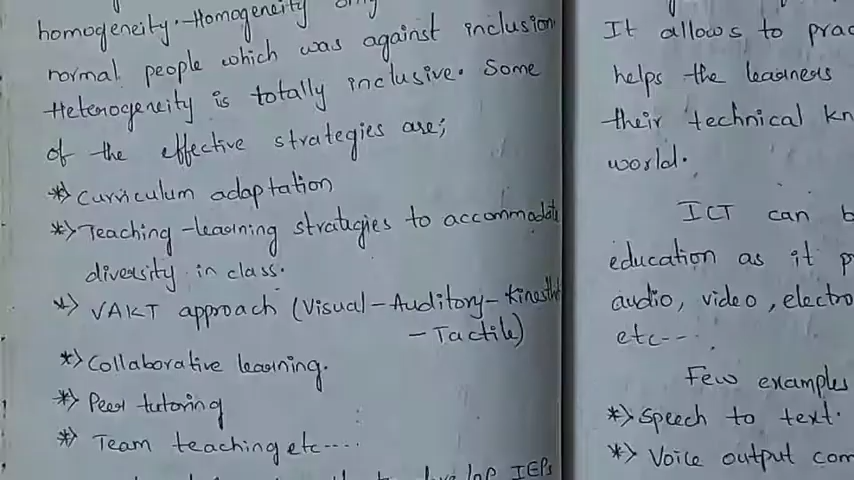 homogeneity. Homogeneity only
normal people which was against inclusion
Heterogeneity is totally inclusive. Some
of the effective strategies are;
*> Curriculum adaptation
*> Teaching-learning strategies to accommodate
diversity in class.
*> VAKT approach (Visual-Auditory-Kinesth
- Tactile)
*> Collaborative learning.
*> Peer tutoring
*> Team teaching etc....
IEPs
It allows to prac
helps the learners
their technical kn
world.
ICT can b
education as it p
audio, video, electro
etc---.
Few examples
*> Speech to text.
*> Voice output com